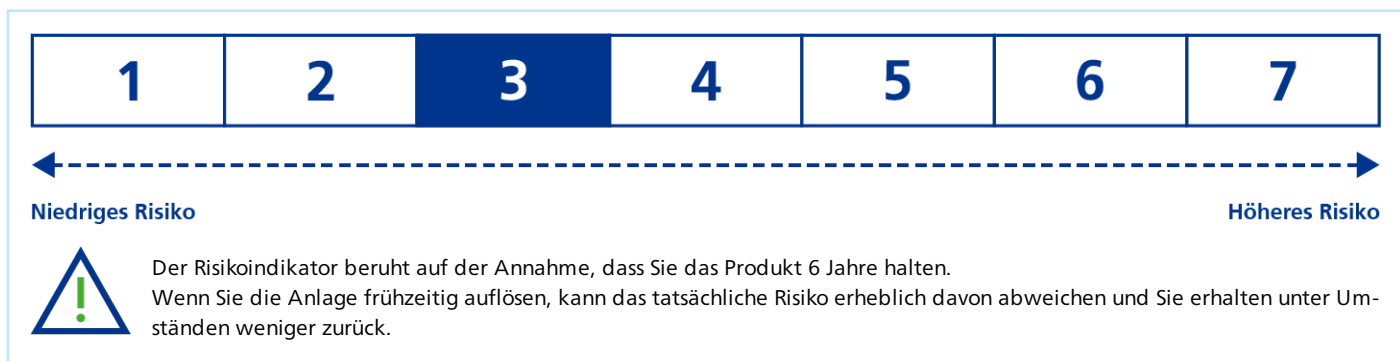 1 2 3 4 5 6 7
Niedriges Risiko Höheres Risiko
Der Risikoindikator beruht auf der Annahme, dass Sie das Produkt 6 Jahre halten.
Wenn Sie die Anlage frühzeitig auflösen, kann das tatsächliche Risiko erheblich davon abweichen und Sie erhalten unter Um-
ständen weniger zurück.